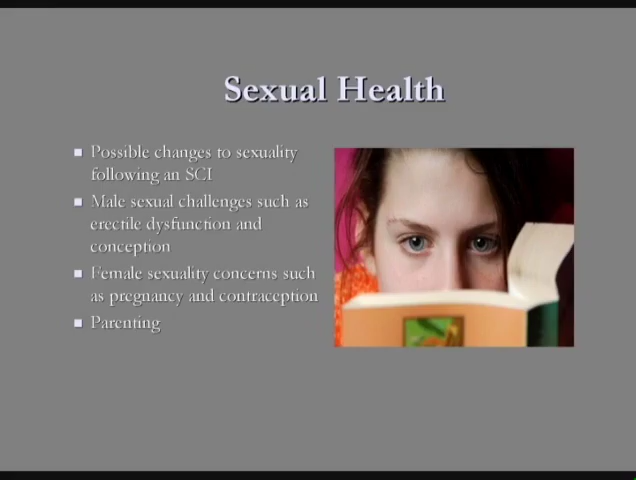 Sexual Health
Possible changes to sexuality
following an SCI
Male sexual challenges such as
erectile dysfunction and
conception
Female sexuality concerns such
as pregnancy and contraception
Parenting